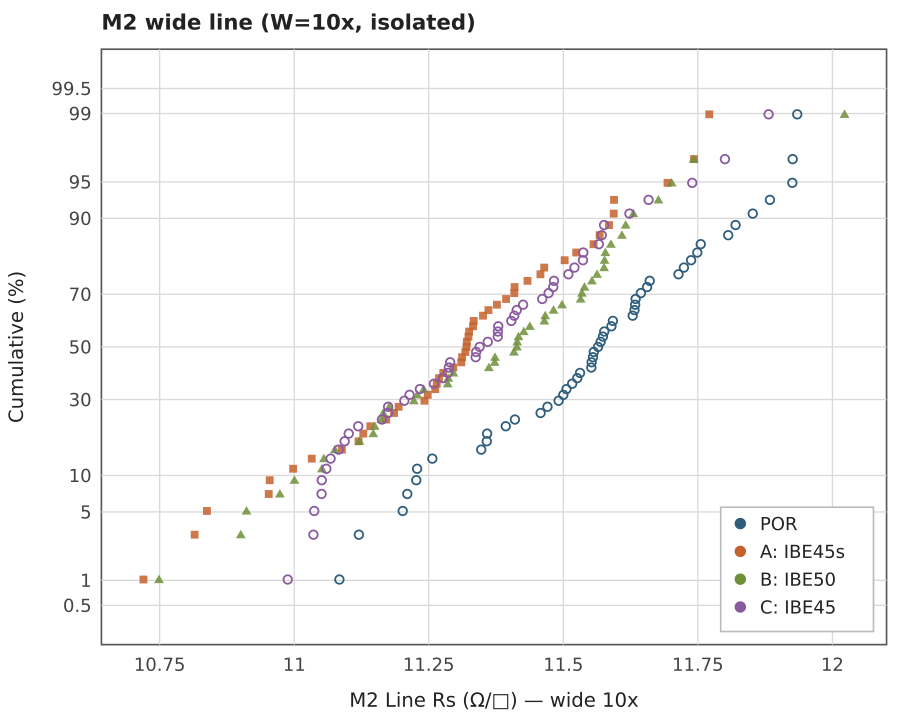 M2 wide line (W=10x, isolated)
Cumulative (%)
99.5
99
95
90
70
50
30
10
5
1
0.5
10.75 11 11.25 11.5 11.75 12
M2 Line Rs (Ω/□) — wide 10x
POR
A: IBE45s
B: IBE50
C: IBE45